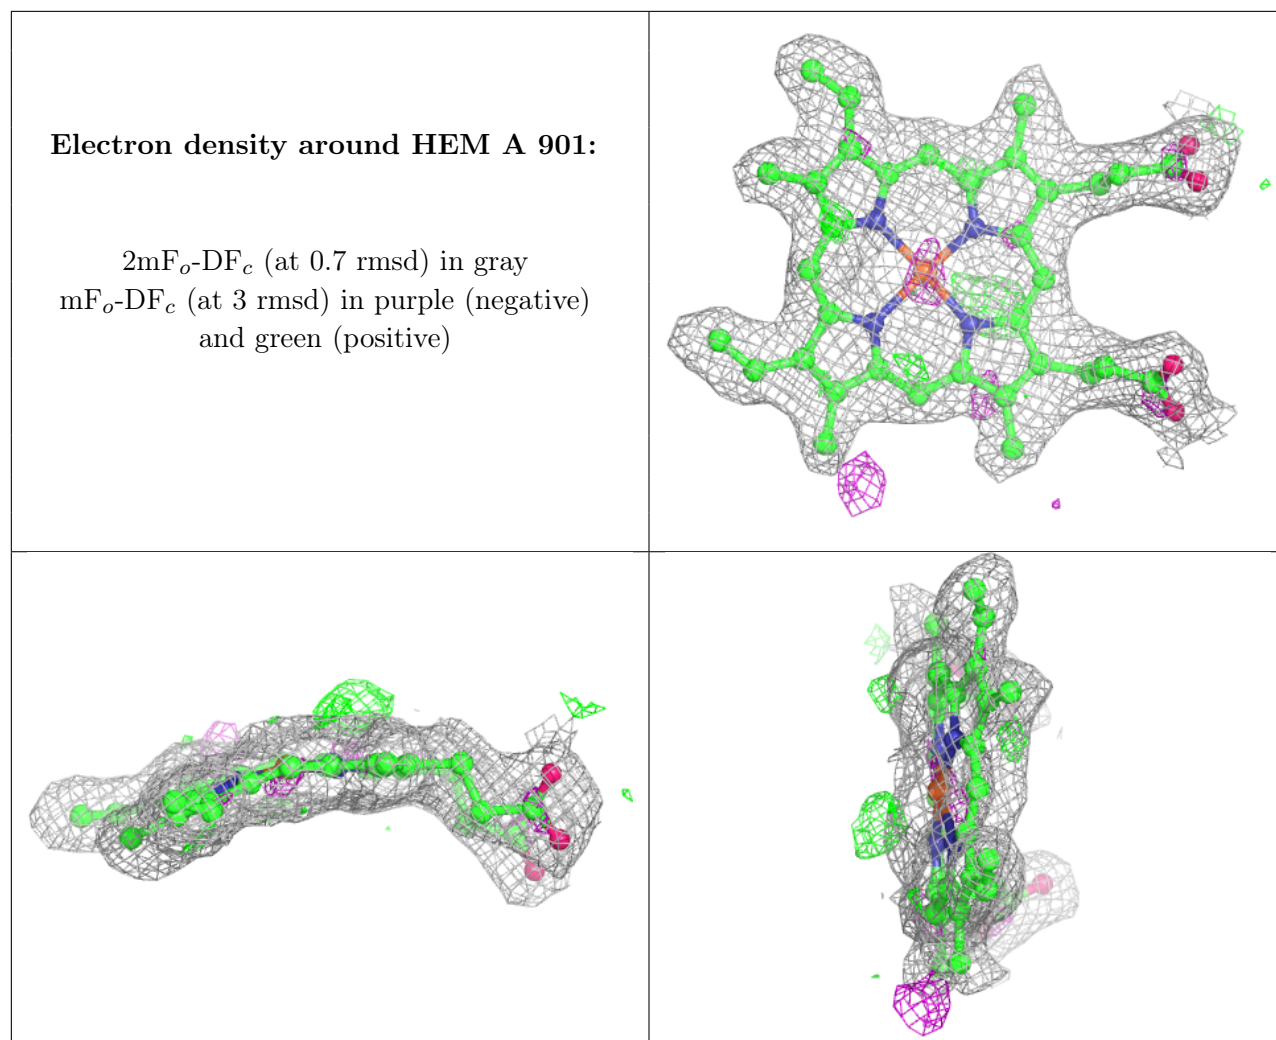 Electron density around HEM A 901:
2mFo-DFc (at 0.7 rmsd) in gray
mFo-DFc (at 3 rmsd) in purple (negative)
and green (positive)